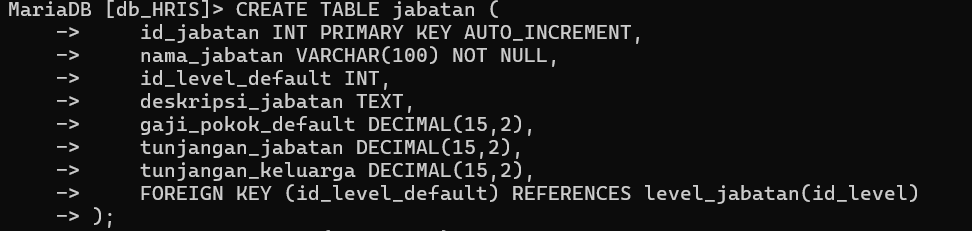 MariaDB [db_HRIS]> CREATE TABLE jabatan (
    ->     id_jabatan INT PRIMARY KEY AUTO_INCREMENT,
    ->     nama_jabatan VARCHAR(100) NOT NULL,
    ->     id_level_default INT,
    ->     deskripsi_jabatan TEXT,
    ->     gaji_pokok_default DECIMAL(15,2),
    ->     tunjangan_jabatan DECIMAL(15,2),
    ->     tunjangan_keluarga DECIMAL(15,2),
    ->     FOREIGN KEY (id_level_default) REFERENCES level_jabatan(id_level)
    -> );